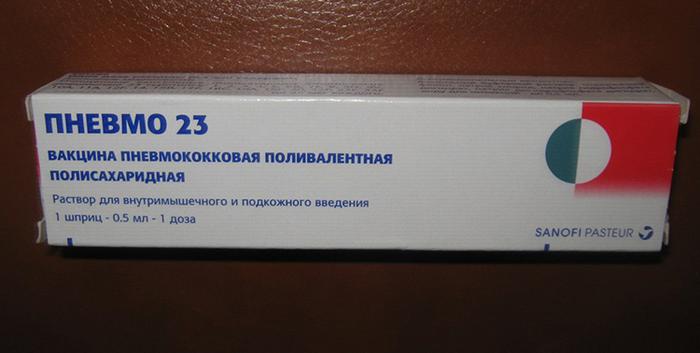 ПНЕВМО 23
ВАКЦИНА ПНЕВМОКОККОВАЯ ПОЛИВАЛЕНТНАЯ
ПОЛИСАХАРИДНАЯ
Раствор для внутримышечного и подкожного введения
1 шприц - 0.5 мл - 1 доза
SANOFI PASTEUR